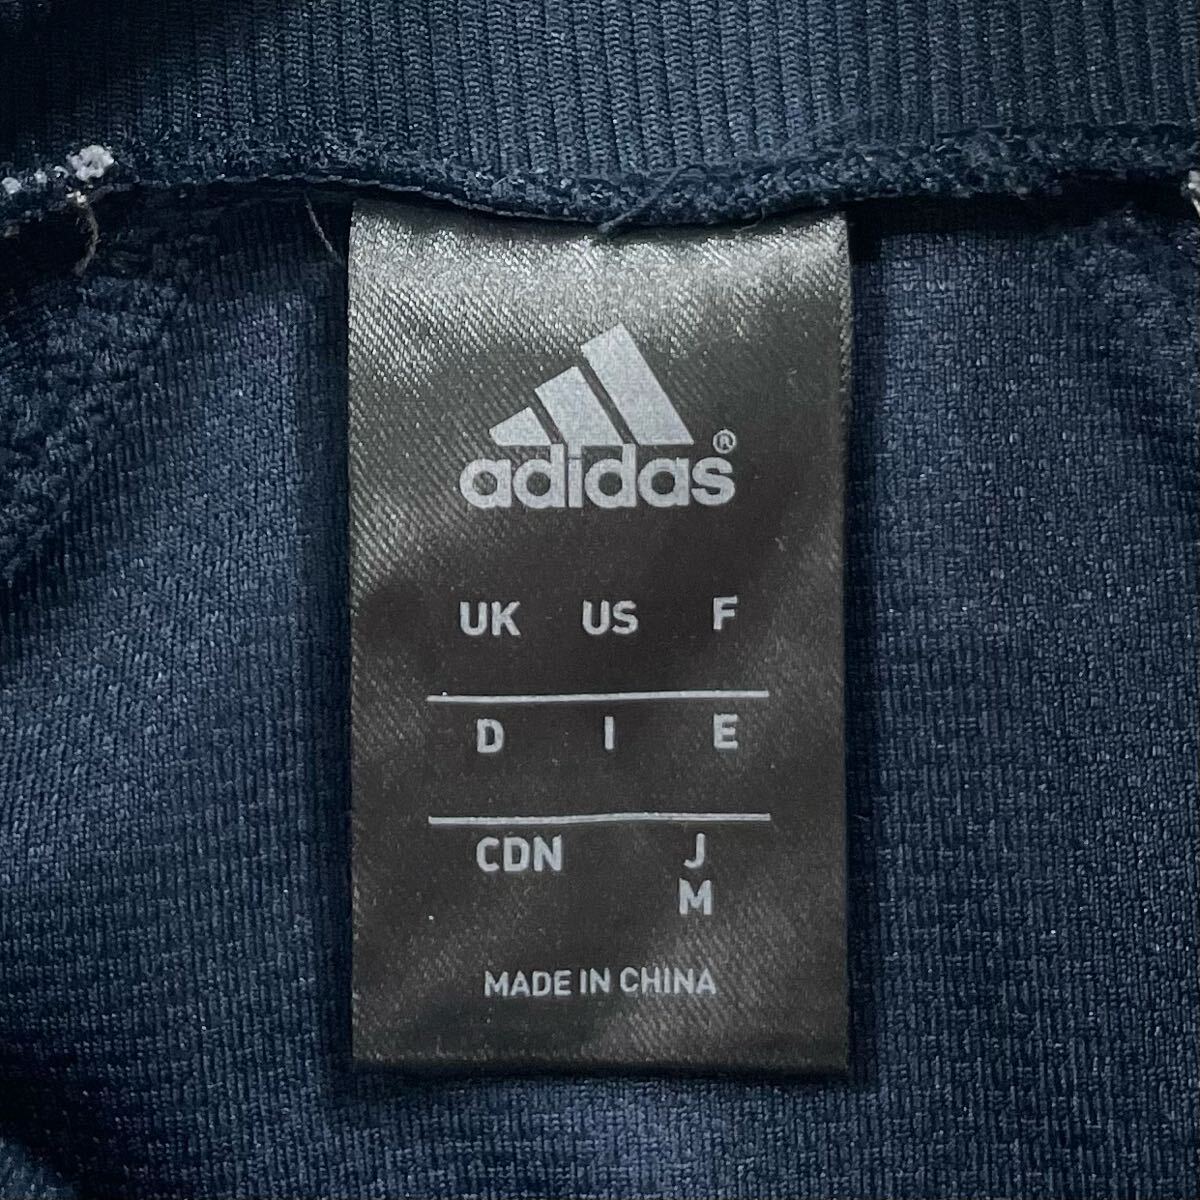 adidas®
UK US F
D I E
CDN J
M
MADE IN CHINA